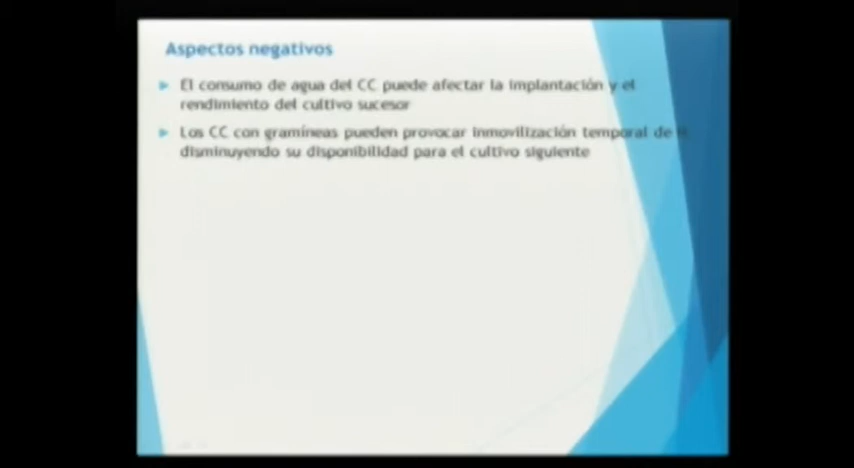 Aspectos negativos
El consumo de agua del CC puede afectar la implantación y el
rendimiento del cultivo sucesor
Los CC con gramíneas pueden provocar inmovilización temporal de
disminuyendo su disponibilidad para el cultivo siguiente